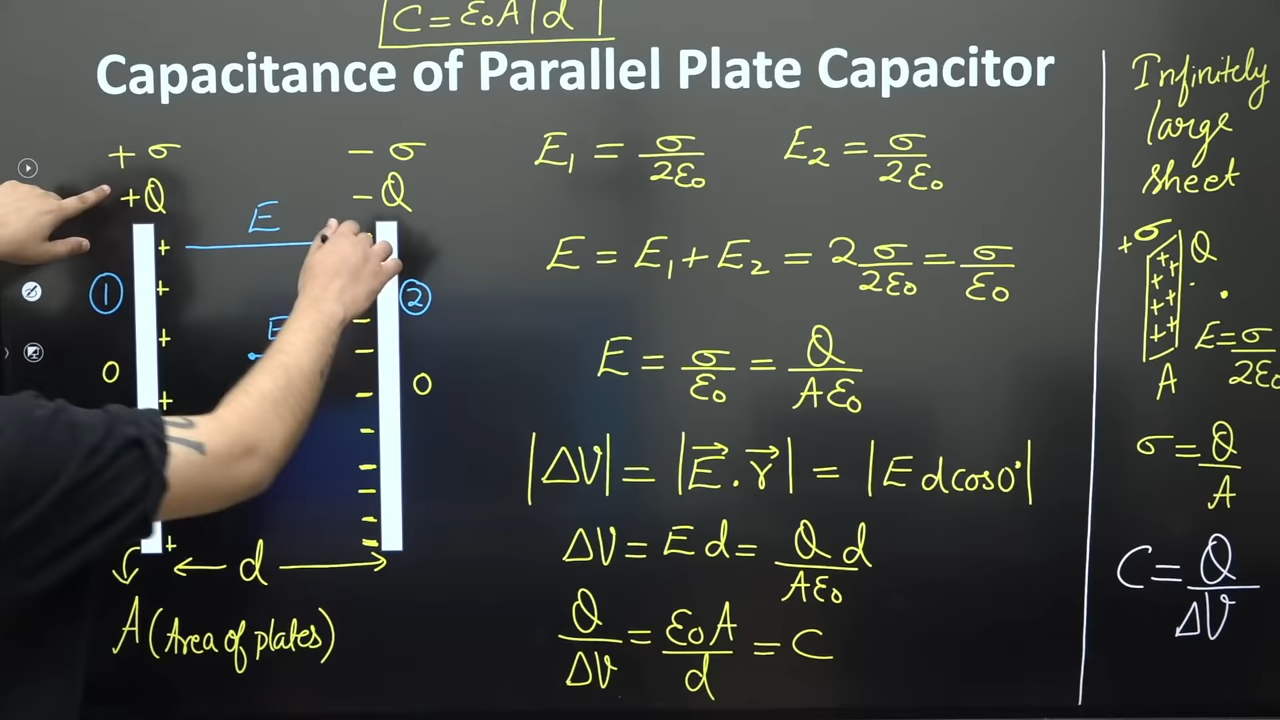 C = ε₀A/d
Capacitance of Parallel Plate Capacitor
+ σ
+Q
- σ
- Q
E
1
2
E
0
0
+ + + + +
- - - - - - - -
d
A (Area of plates)
E₁ = σ/2ε₀
E₂ = σ/2ε₀
E = E₁ + E₂ = 2σ/2ε₀ = σ/ε₀
E = σ/ε₀ = Q/Aε₀
|ΔV| = |E⃗ . r⃗| = |E d cos0°|
ΔV = E d = Q d/Aε₀
Q/ΔV = ε₀A/d = C
Infinitely
large
sheet
+σ
Q
+ + + + + + + +
E = σ/2ε₀
A
σ = Q/A
C = Q/ΔV